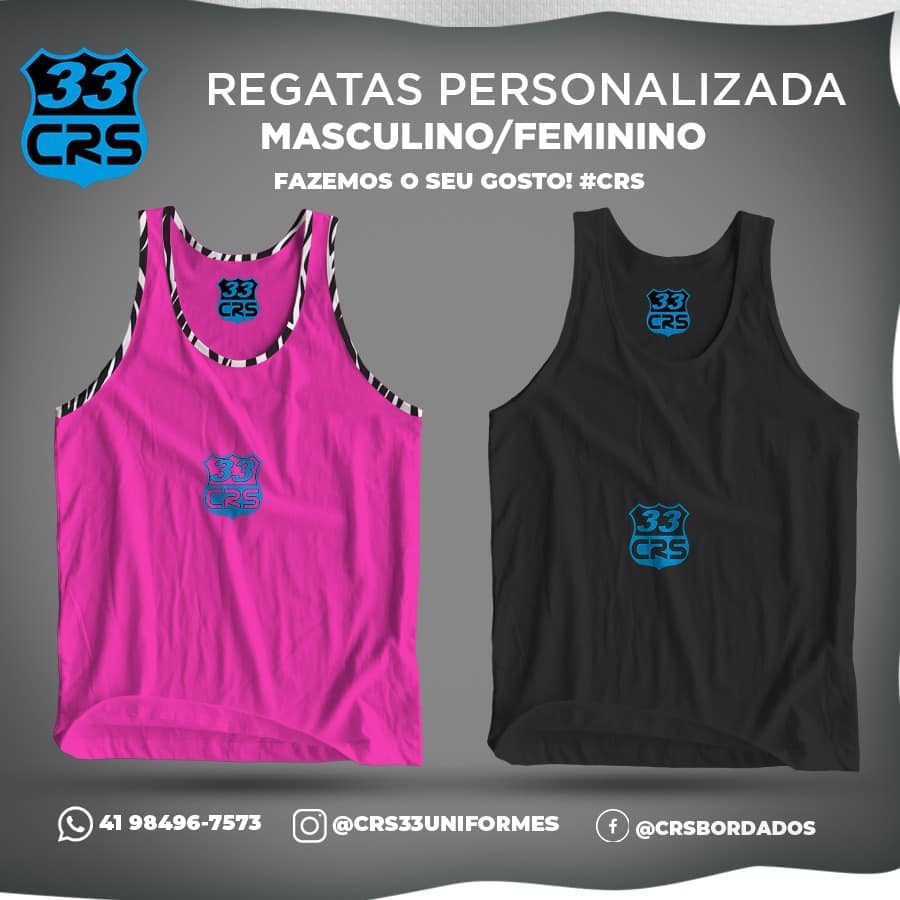 33
CRS
REGATAS PERSONALIZADA
MASCULINO/FEMININO
FAZEMOS O SEU GOSTO! #CRS
33
CRS
33
CRS
33
CRS
33
CRS
41 98496-7573
@CRS33UNIFORMES
@CRSBORDADOS